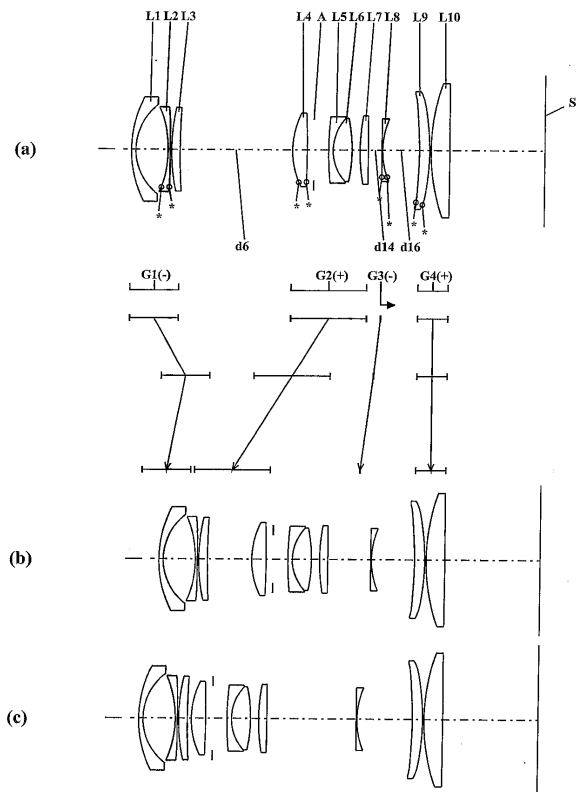 L1 L2 L3 L4 A L5 L6 L7 L8 L9 L10
S
(a)
* * * * * * * *
d6 d14 d16
G1(-) G2(+) G3(-) G4(+)
(b)
(c)